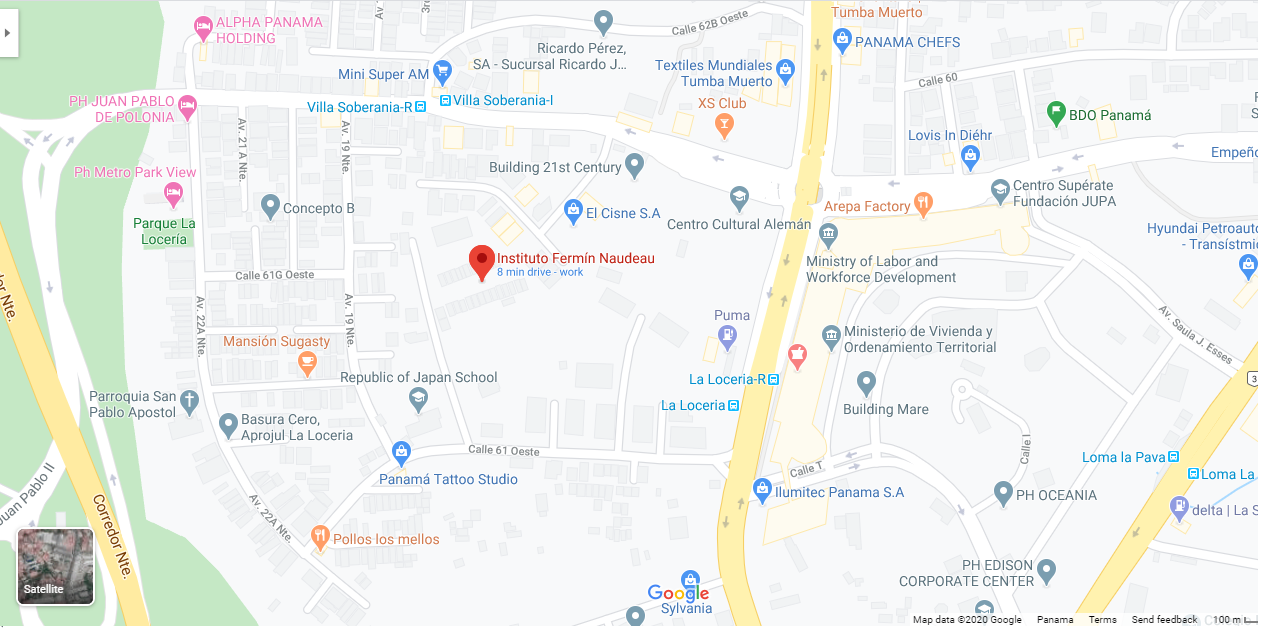 ALPHA PANAMA
HOLDING
Av.
3rd
Calle 62B Oeste
Tumba Muerto
PANAMA CHEFS
Ricardo Pérez,
SA - Sucursal Ricardo J...
Textiles Mundiales
Tumba Muerto
Mini Super AM
Calle 60
PH JUAN PABLO
DE POLONIA
Villa Soberania-R
Villa Soberania-I
XS Club
BDO Panamá
Lovis In Diéhr
Av. 21 A Nte.
Av. 19 Nte.
Building 21st Century
Empeño
Ph Metro Park View
Centro Supérate
Fundación JUPA
Concepto B
El Cisne S.A
Arepa Factory
Parque La
Locería
Centro Cultural Alemán
Hyundai Petroauto
- Transístmic
Instituto Fermín Naudeau
8 min drive - work
Ministry of Labor and
Workforce Development
Calle 61G Oeste
dor Nte.
Av. 22A Nte.
Av. 19 Nte.
Puma
Av. Saula J. Esses
Mansión Sugasty
Ministerio de Vivienda y
Ordenamiento Territorial
Republic of Japan School
La Loceria-R
3
Parroquia San
Pablo Apostol
La Loceria
Building Mare
Basura Cero,
Aprojul La Loceria
Calle 61 Oeste
Calle I
Loma la Pava
Calle T
Loma La
Panamá Tattoo Studio
Juan Pablo II
Ilumitec Panama S.A
PH OCEANIA
Corredor Nte.
Av. 22A Nte.
delta | La S
Pollos los mellos
PH EDISON
CORPORATE CENTER
Satellite
Google
Sylvania
Map data ©2020 Google
Panama
Terms
Send feedback
100 m